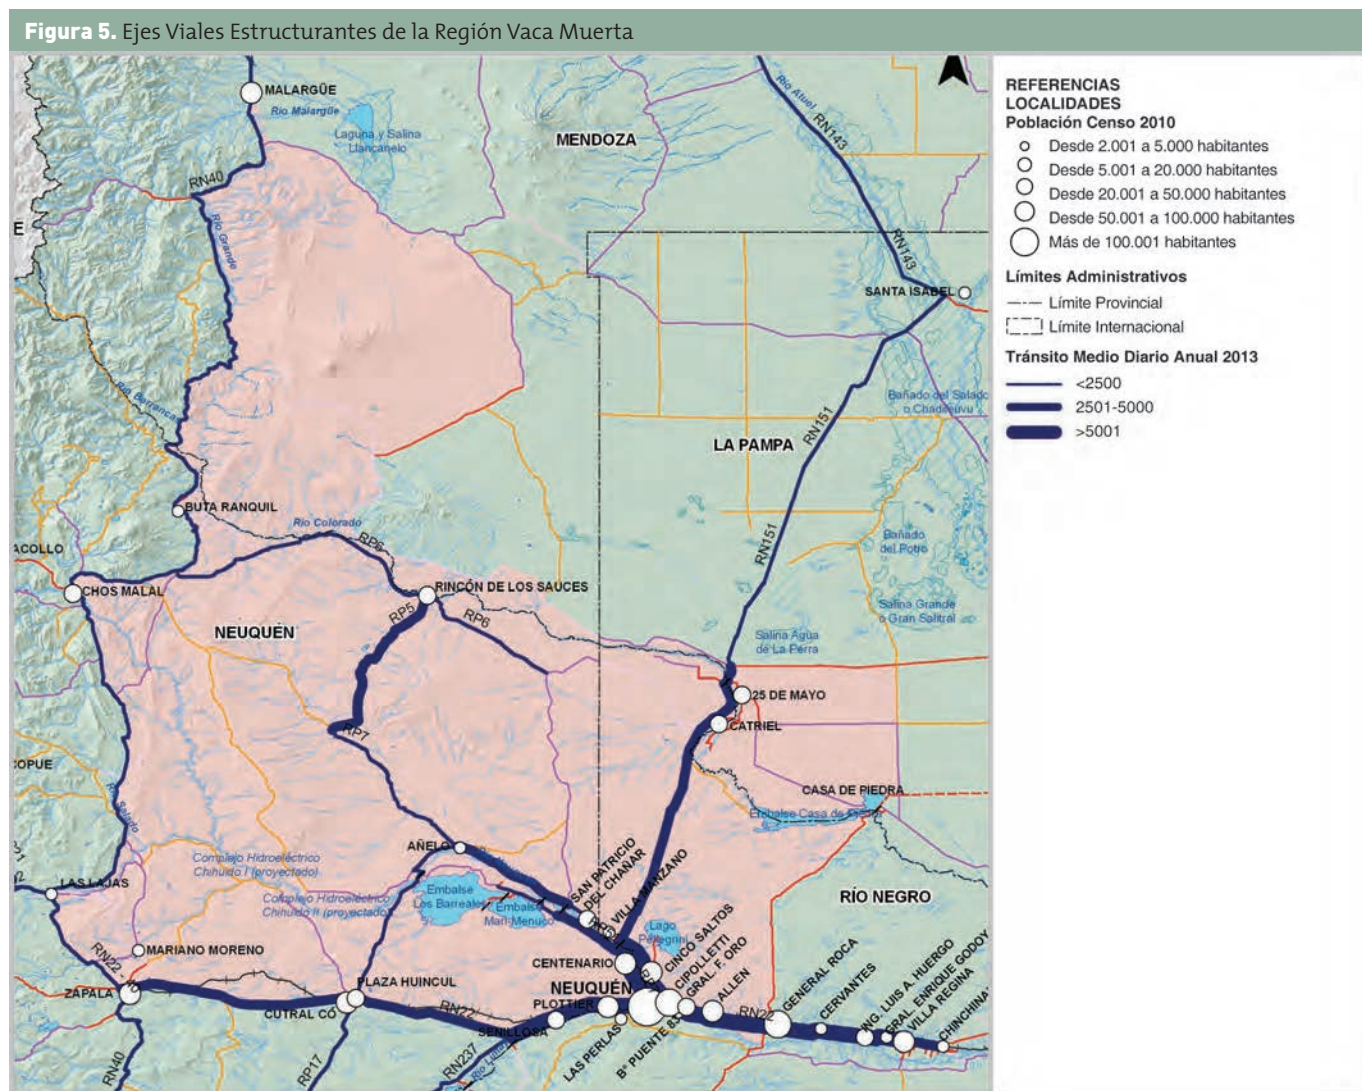 Figura 5. Ejes Viales Estructurantes de la Región Vaca Muerta
MALARGÜE
Río Malargüe
Laguna y Salina
Llancanelo
MENDOZA
Río Atuel
RN143
RN40
Río Grande
RN143
SANTA ISABEL
Río Barrancas
Bañado del Salado
o Chadileuvú
RN151
LA PAMPA
BUTA RANQUIL
Río Colorado
RP6
RN151
Bañado
del Potro
ACOLLO
CHOS MALAL
RINCÓN DE LOS SAUCES
RP5
RP6
NEUQUÉN
Salina Grande
o Gran Salitral
Salina Agua
de La Perra
25 DE MAYO
CATRIEL
RP7
COPUE
Río Salado
CASA DE PIEDRA
Embalse Casa de Piedra
AÑELO
Complejo Hidroeléctrico
Chihuido I (proyectado)
Complejo Hidroeléctrico
Chihuido II (proyectado)
Embalse
Los Barreales
Embalse
Mari Menuco
SAN PATRICIO
DEL CHAÑAR
VILLA MANZANO
LAS LAJAS
RÍO NEGRO
Lago
Pellegrini
MARIANO MORENO
CENTENARIO
CINCO SALTOS
CIPOLLETTI
GRAL. F. ORO
ALLEN
GENERAL ROCA
CERVANTES
ING. LUIS A. HUERGO
GRAL. ENRIQUE GODOY
VILLA REGINA
CHINCHINA
ZAPALA
PLAZA HUINCUL
CUTRAL CÓ
RN22
NEUQUÉN
PLOTTIER
SENILLOSA
LAS PERLAS
B° PUENTE 83
RN22
RN40
RP17
RN237
REFERENCIAS
LOCALIDADES
Población Censo 2010
Desde 2.001 a 5.000 habitantes
Desde 5.001 a 20.000 habitantes
Desde 20.001 a 50.000 habitantes
Desde 50.001 a 100.000 habitantes
Más de 100.001 habitantes
Límites Administrativos
Límite Provincial
Límite Internacional
Tránsito Medio Diario Anual 2013
<2500
2501-5000
>5001